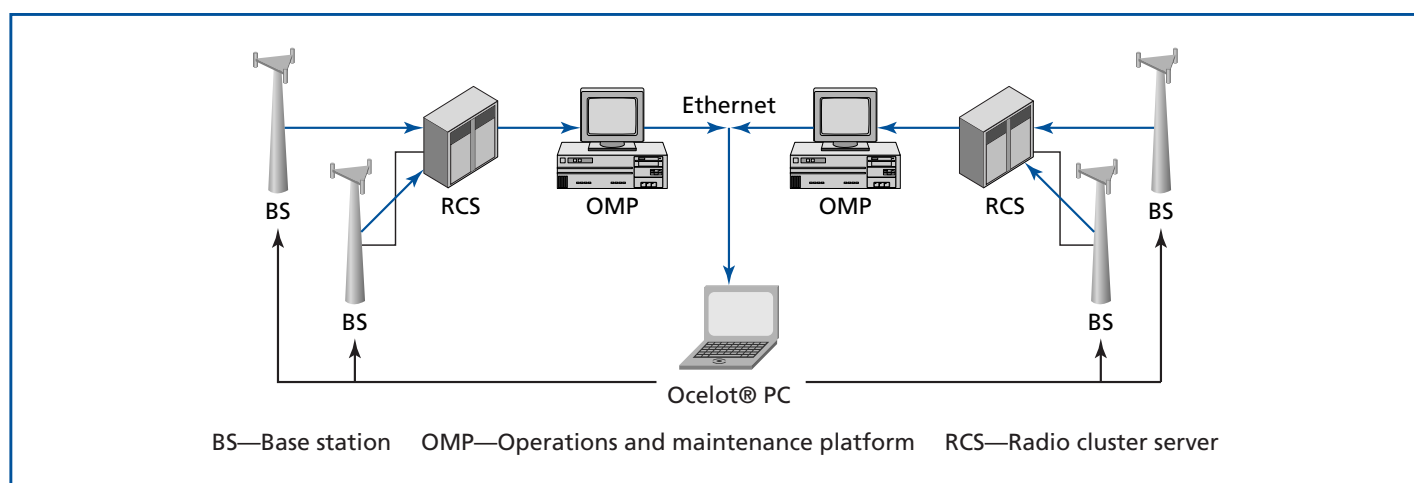 Ethernet
BS
RCS
OMP
OMP
RCS
BS
BS
BS
Ocelot® PC
BS—Base station OMP—Operations and maintenance platform RCS—Radio cluster server